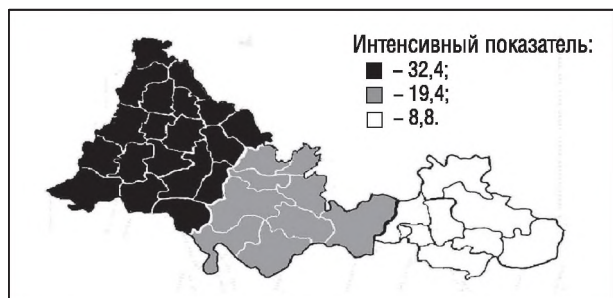 Интенсивный показатель:
– 32,4;
– 19,4;
– 8,8.